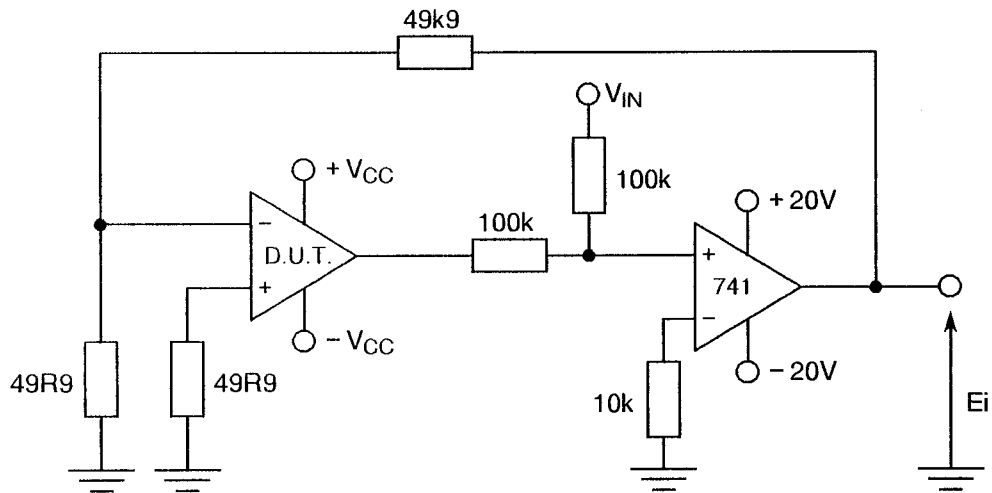 49k9
V_IN
+ V_CC
100k
100k
+ 20V
−
D.U.T.
+
+
741
−
− V_CC
− 20V
49R9
49R9
10k
Ei